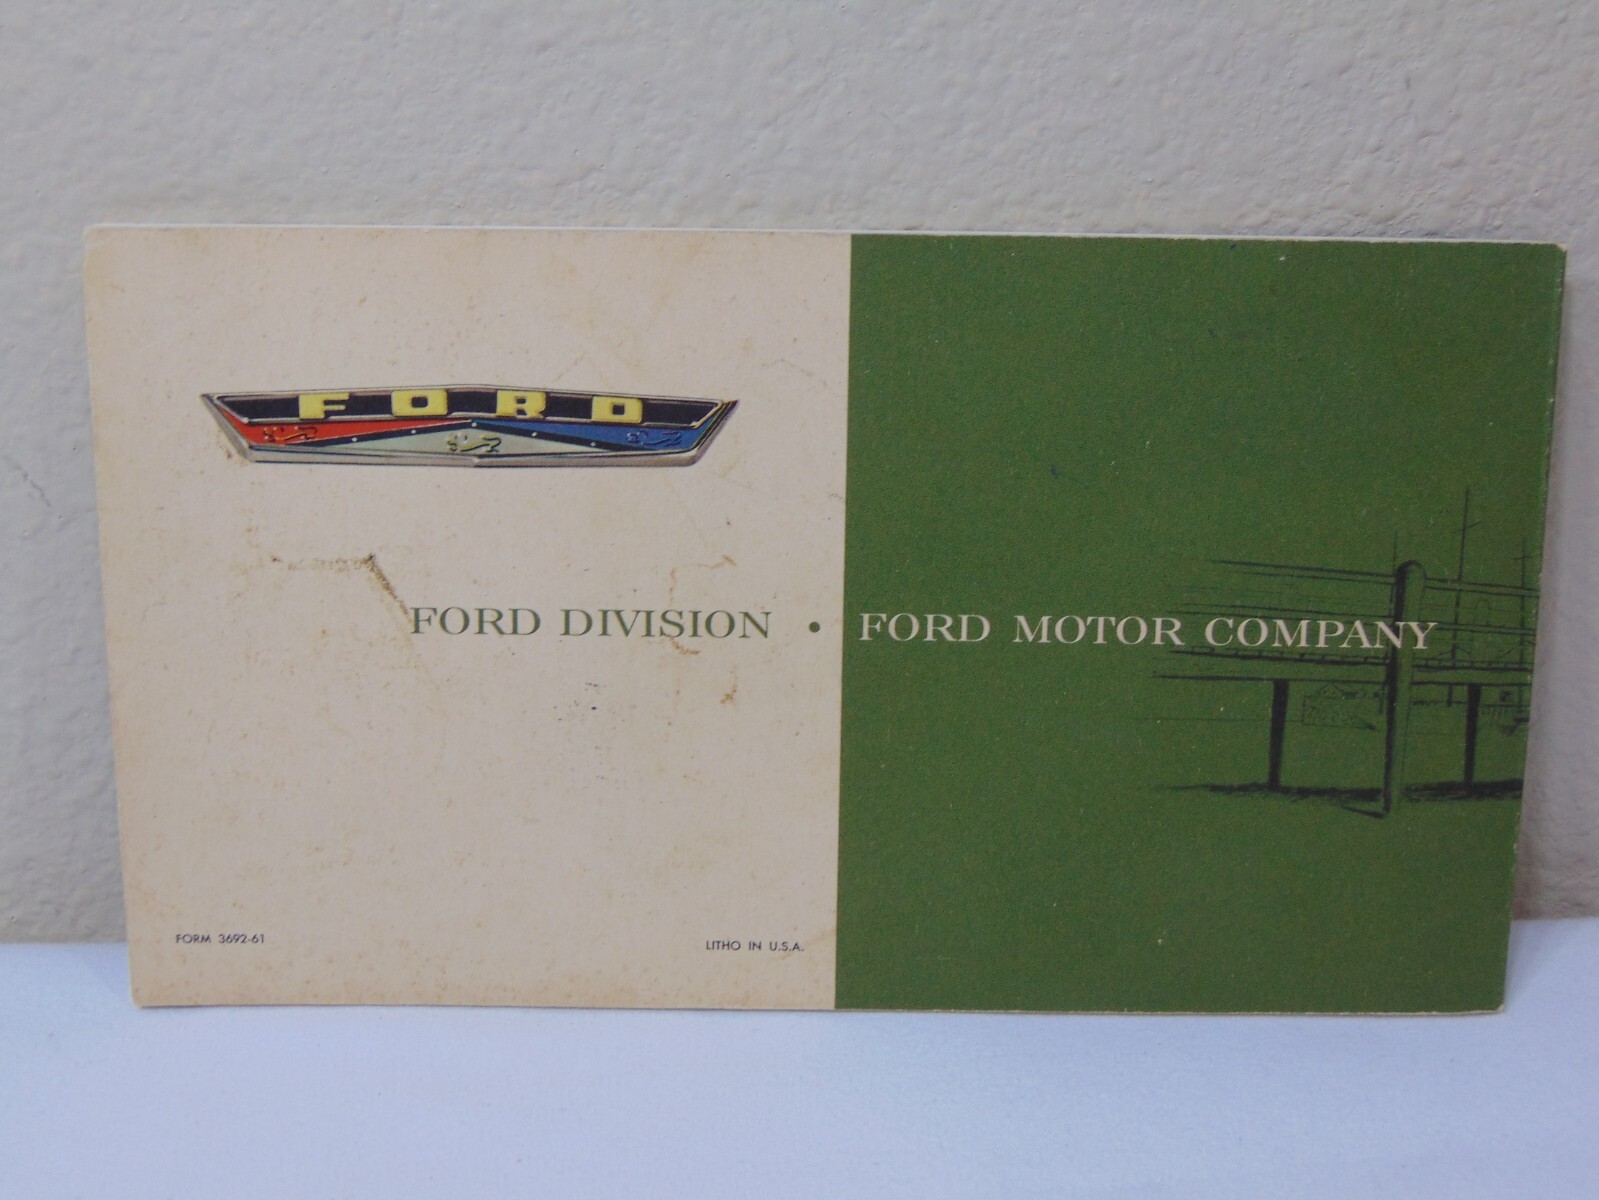 FORD
FORD DIVISION • FORD MOTOR COMPANY
FORM 3692-61
LITHO IN U.S.A.